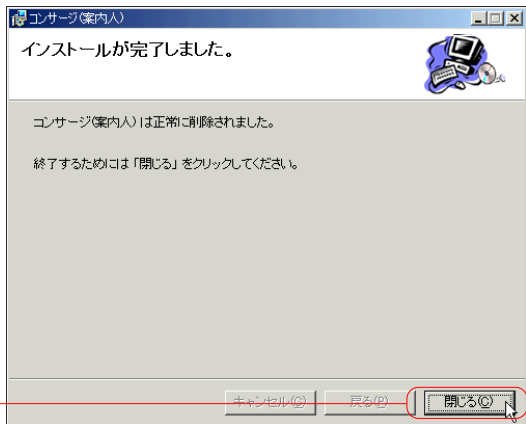 コンサージ(案内人)
インストールが完了しました。
コンサージ(案内人)は正常に削除されました。
終了するためには「閉じる」をクリックしてください。
キャンセル(C)
戻る(P)
閉じる(C)